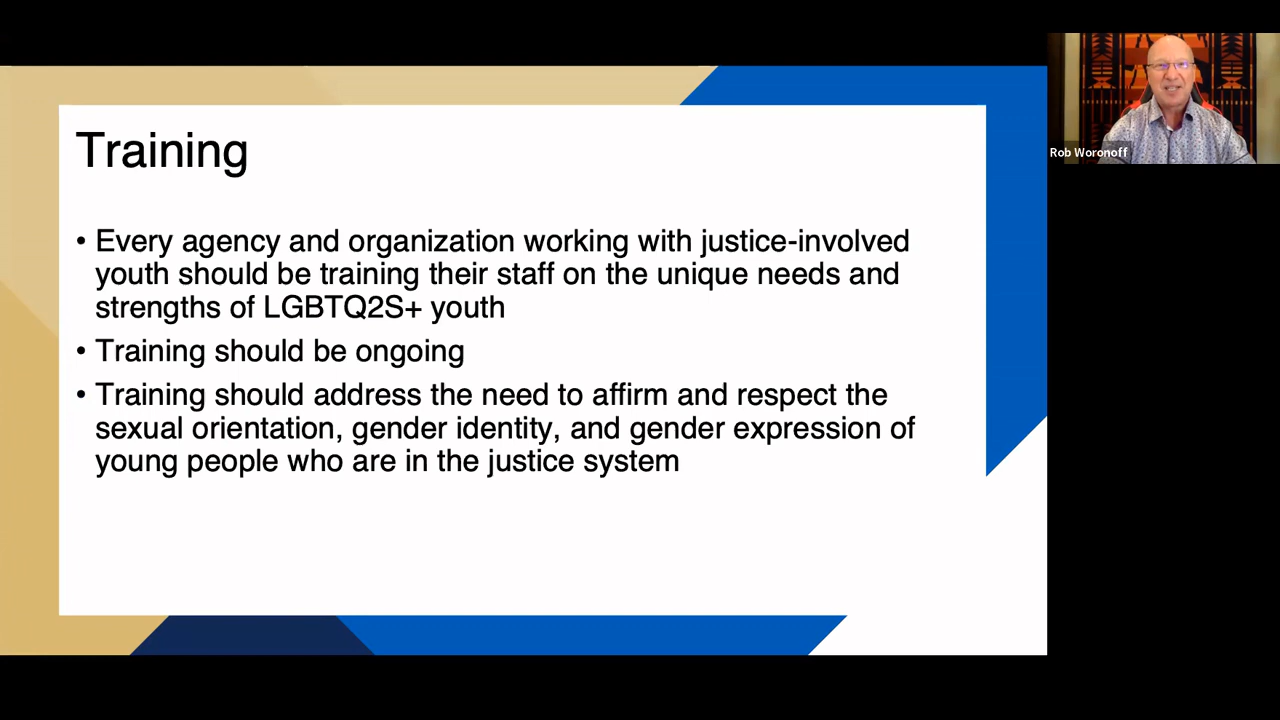 Training
• Every agency and organization working with justice-involved
youth should be training their staff on the unique needs and
strengths of LGBTQ2S+ youth
• Training should be ongoing
• Training should address the need to affirm and respect the
sexual orientation, gender identity, and gender expression of
young people who are in the justice system
Rob Woronoff